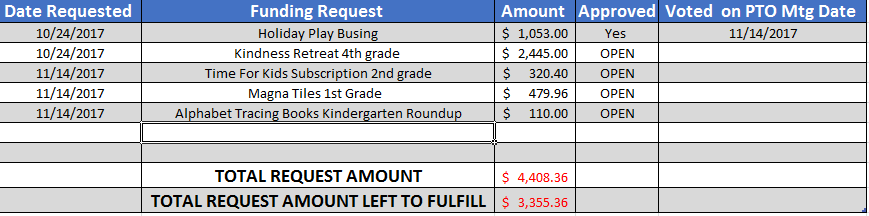 Date Requested Funding Request Amount Approved Voted on PTO Mtg Date
10/24/2017 Holiday Play Busing $ 1,053.00 Yes 11/14/2017
10/24/2017 Kindness Retreat 4th grade $ 2,445.00 OPEN
11/14/2017 Time For Kids Subscription 2nd grade $ 320.40 OPEN
11/14/2017 Magna Tiles 1st Grade $ 479.96 OPEN
11/14/2017 Alphabet Tracing Books Kindergarten Roundup $ 110.00 OPEN
TOTAL REQUEST AMOUNT $ 4,408.36
TOTAL REQUEST AMOUNT LEFT TO FULFILL $ 3,355.36